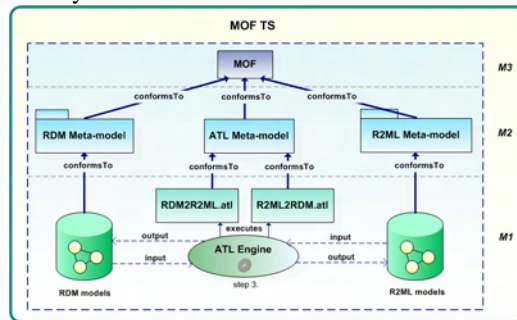 MOF TS
MOF
M3
conformsTo conformsTo conformsTo
RDM Meta-model ATL Meta-model R2ML Meta-model M2
conformsTo conformsTo conformsTo conformsTo
RDM2R2ML.atl R2ML2RDM.atl
executes
output input M1
ATL Engine
input output
step 3.
RDM models R2ML models